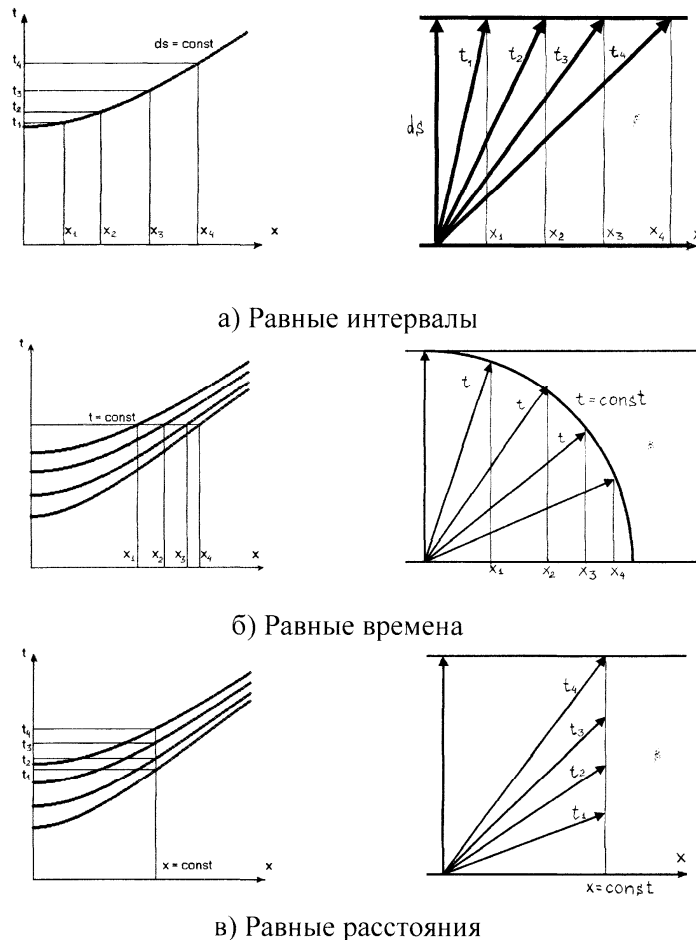 t
ds = const
t₄
t₃
t₂
t₁
x₁ x₂ x₃ x₄ x
t₁ t₂ t₃ t₄
ds
x₁ x₂ x₃ x₄ x
а) Равные интервалы
t
t = const
x₁ x₂ x₃ x₄ x
t t t
t = const
x₁ x₂ x₃ x₄
б) Равные времена
t
t₄
t₃
t₂
t₁
x = const x
t₄
t₃
t₂
t₁
x
x = const
в) Равные расстояния